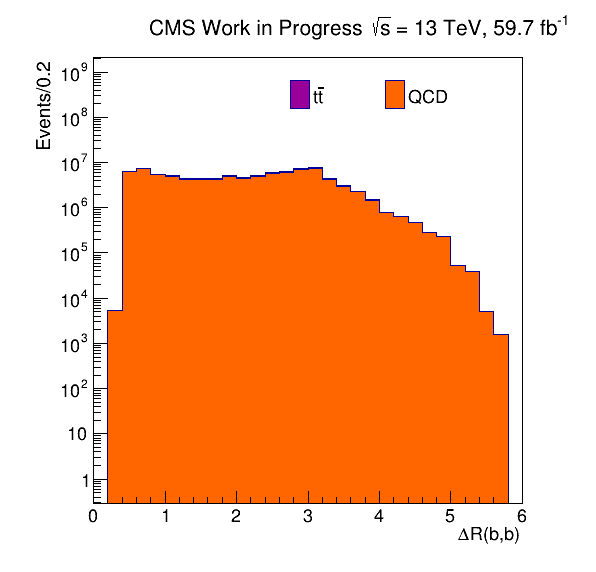 CMS Work in Progress √s = 13 TeV, 59.7 fb⁻¹
Events/0.2
tt̄
QCD
10⁹
10⁸
10⁷
10⁶
10⁵
10⁴
10³
10²
10
1
0 1 2 3 4 5 6
ΔR(b,b)